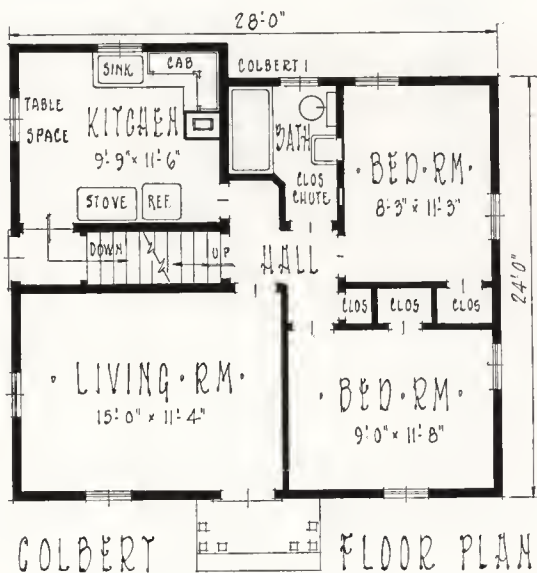 28'-0"
SINK
CAB
COLBERT 1
TABLE
SPACE
KITCHEN
9'-9" x 11'-6"
BATH
BED·RM·
8'-3" x 11'-3"
CLOS
CHUTE
STOVE
REF.
DOWN
UP
HALL
24'-0"
CLOS
CLOS
CLOS
·LIVING·RM·
15'-0" x 11'-4"
·BED·RM·
9'-0" x 11'-8"
COLBERT
FLOOR PLAN